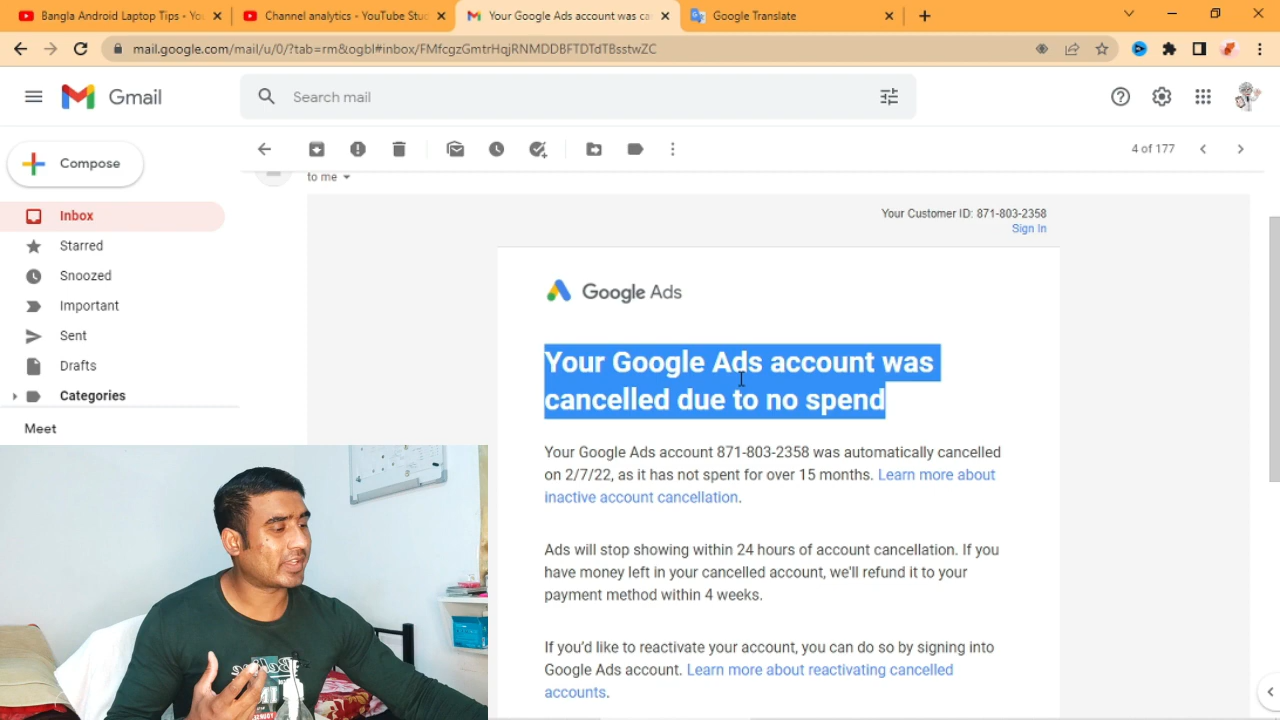 Bangla Android Laptop Tips - Yo
Channel analytics - YouTube Stu
Your Google Ads account was ca
Google Translate
mail.google.com/mail/u/0/?tab=rm&ogbl#inbox/FMfcgzGmtrHqjRNMDDBFTDTdTBsstwZC
Gmail
Search mail
Compose
4 of 177
to me
Inbox
Starred
Snoozed
Important
Sent
Drafts
Categories
Meet
Your Customer ID: 871-803-2358
Sign In
Google Ads
Your Google Ads account was
cancelled due to no spend
Your Google Ads account 871-803-2358 was automatically cancelled
on 2/7/22, as it has not spent for over 15 months. Learn more about
inactive account cancellation.
Ads will stop showing within 24 hours of account cancellation. If you
have money left in your cancelled account, we'll refund it to your
payment method within 4 weeks.
If you'd like to reactivate your account, you can do so by signing into
Google Ads account. Learn more about reactivating cancelled
accounts.